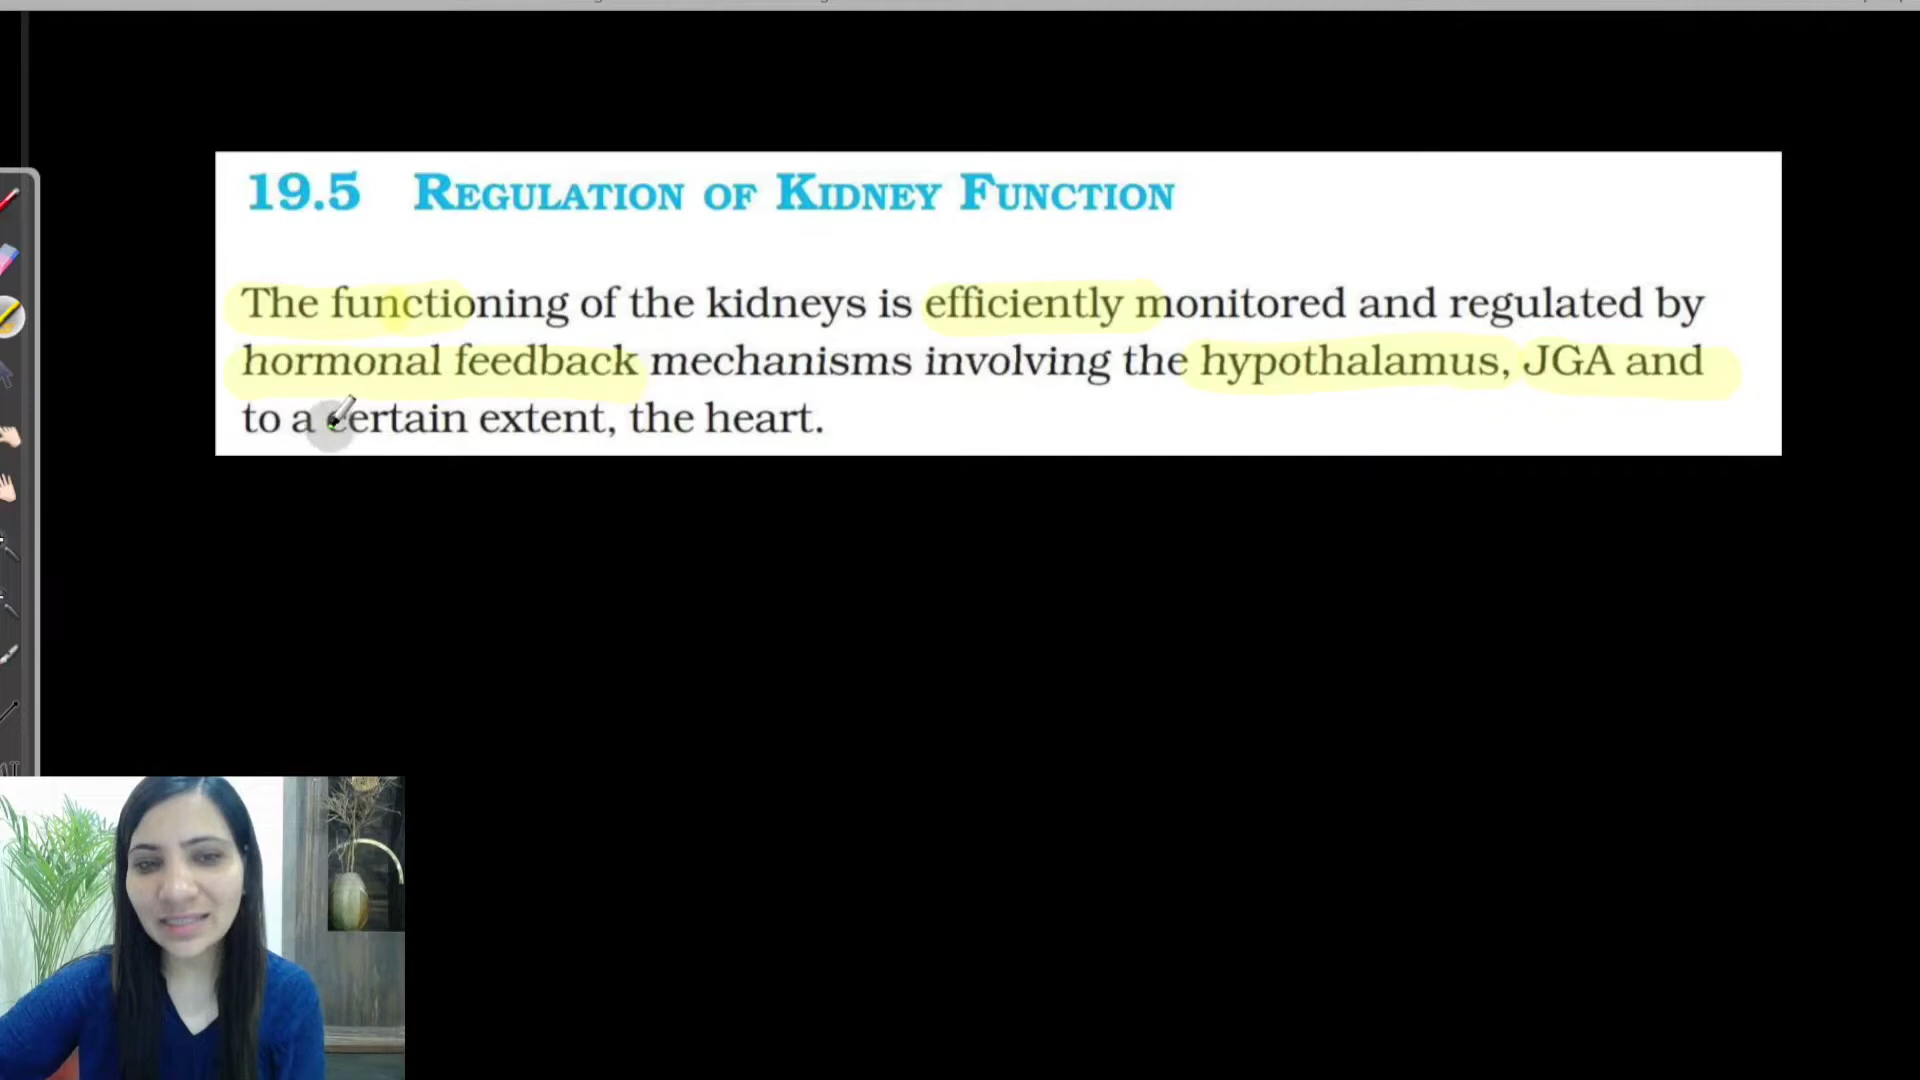 19.5 REGULATION OF KIDNEY FUNCTION
The functioning of the kidneys is efficiently monitored and regulated by
hormonal feedback mechanisms involving the hypothalamus, JGA and
to a certain extent, the heart.